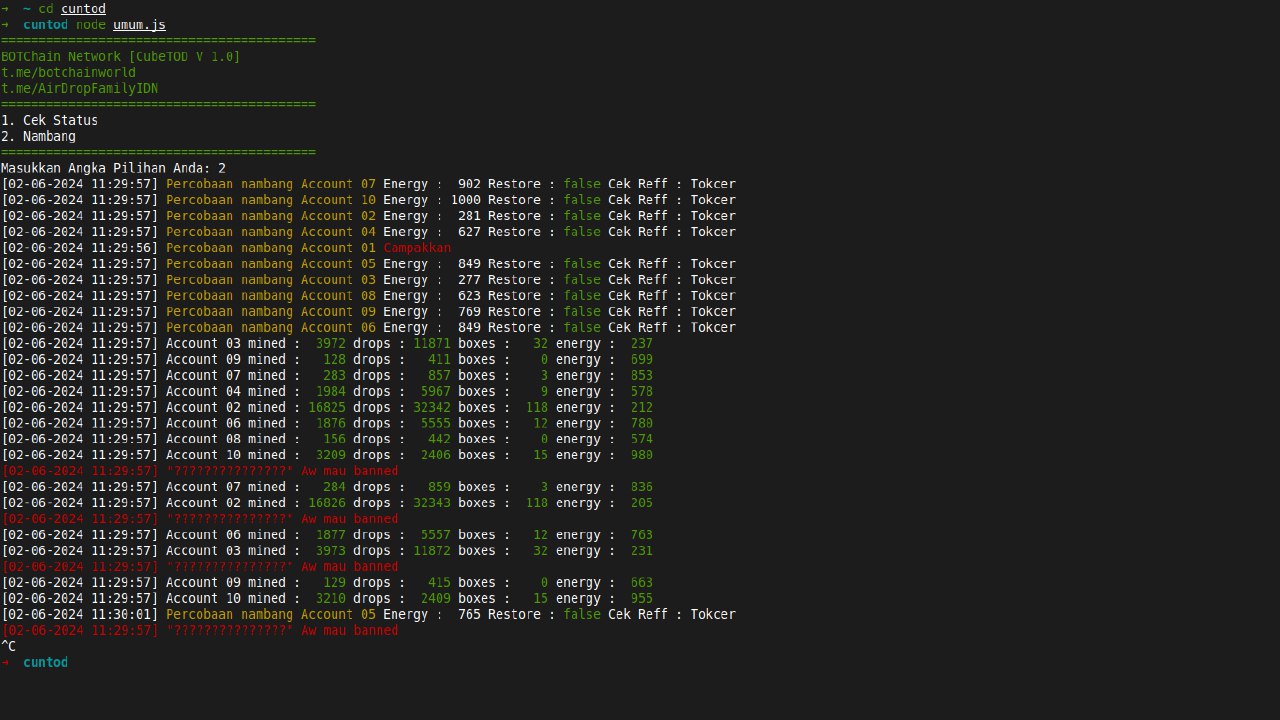 →  ~ cd cuntod
→  cuntod node umum.js
==========================================
BOTChain Network [CubeTOD V 1.0]
t.me/botchainworld
t.me/AirDropFamilyIDN
==========================================
1. Cek Status
2. Nambang
==========================================
Masukkan Angka Pilihan Anda: 2
[02-06-2024 11:29:57] Percobaan nambang Account 07 Energy :  902 Restore : false Cek Reff : Tokcer
[02-06-2024 11:29:57] Percobaan nambang Account 10 Energy : 1000 Restore : false Cek Reff : Tokcer
[02-06-2024 11:29:57] Percobaan nambang Account 02 Energy :  281 Restore : false Cek Reff : Tokcer
[02-06-2024 11:29:57] Percobaan nambang Account 04 Energy :  627 Restore : false Cek Reff : Tokcer
[02-06-2024 11:29:56] Percobaan nambang Account 01 Campakkan
[02-06-2024 11:29:57] Percobaan nambang Account 05 Energy :  849 Restore : false Cek Reff : Tokcer
[02-06-2024 11:29:57] Percobaan nambang Account 03 Energy :  277 Restore : false Cek Reff : Tokcer
[02-06-2024 11:29:57] Percobaan nambang Account 08 Energy :  623 Restore : false Cek Reff : Tokcer
[02-06-2024 11:29:57] Percobaan nambang Account 09 Energy :  769 Restore : false Cek Reff : Tokcer
[02-06-2024 11:29:57] Percobaan nambang Account 06 Energy :  849 Restore : false Cek Reff : Tokcer
[02-06-2024 11:29:57] Account 03 mined :  3972 drops : 11871 boxes :   32 energy :  237
[02-06-2024 11:29:57] Account 09 mined :   128 drops :   411 boxes :    0 energy :  699
[02-06-2024 11:29:57] Account 07 mined :   283 drops :   857 boxes :    3 energy :  853
[02-06-2024 11:29:57] Account 04 mined :  1984 drops :  5967 boxes :    9 energy :  578
[02-06-2024 11:29:57] Account 02 mined : 16825 drops : 32342 boxes :  118 energy :  212
[02-06-2024 11:29:57] Account 06 mined :  1876 drops :  5555 boxes :   12 energy :  780
[02-06-2024 11:29:57] Account 08 mined :   156 drops :   442 boxes :    0 energy :  574
[02-06-2024 11:29:57] Account 10 mined :  3209 drops :  2406 boxes :   15 energy :  980
[02-06-2024 11:29:57] "???????????????" Aw mau banned
[02-06-2024 11:29:57] Account 07 mined :   284 drops :   859 boxes :    3 energy :  836
[02-06-2024 11:29:57] Account 02 mined : 16826 drops : 32343 boxes :  118 energy :  205
[02-06-2024 11:29:57] "???????????????" Aw mau banned
[02-06-2024 11:29:57] Account 06 mined :  1877 drops :  5557 boxes :   12 energy :  763
[02-06-2024 11:29:57] Account 03 mined :  3973 drops : 11872 boxes :   32 energy :  231
[02-06-2024 11:29:57] "???????????????" Aw mau banned
[02-06-2024 11:29:57] Account 09 mined :   129 drops :   415 boxes :    0 energy :  663
[02-06-2024 11:29:57] Account 10 mined :  3210 drops :  2409 boxes :   15 energy :  955
[02-06-2024 11:30:01] Percobaan nambang Account 05 Energy :  765 Restore : false Cek Reff : Tokcer
[02-06-2024 11:29:57] "???????????????" Aw mau banned
^C
→  cuntod